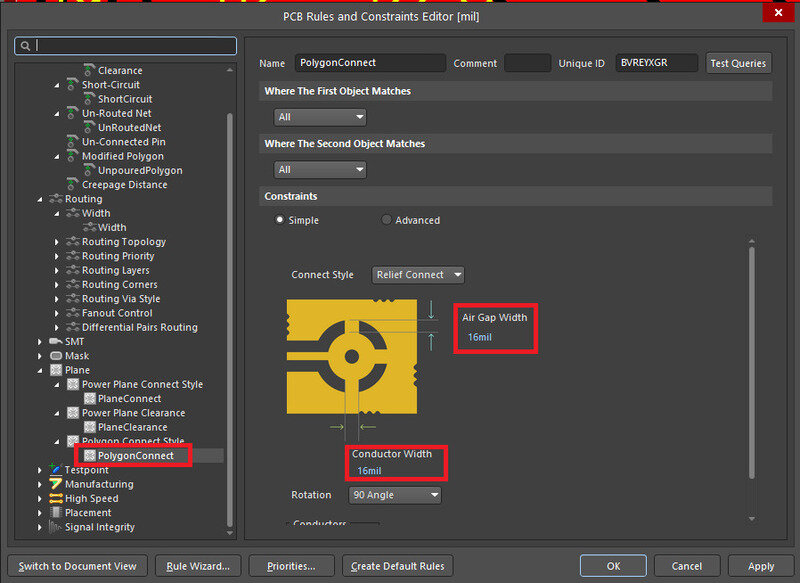 PCB Rules and Constraints Editor [mil]
Clearance
Short-Circuit
ShortCircuit
Un-Routed Net
UnRoutedNet
Un-Connected Pin
Modified Polygon
UnpouredPolygon
Creepage Distance
Routing
Width
Width
Routing Topology
Routing Priority
Routing Layers
Routing Corners
Routing Via Style
Fanout Control
Differential Pairs Routing
SMT
Mask
Plane
Power Plane Connect Style
PlaneConnect
Power Plane Clearance
PlaneClearance
Polygon Connect Style
PolygonConnect
Testpoint
Manufacturing
High Speed
Placement
Signal Integrity
Name PolygonConnect Comment Unique ID BVREYXGR Test Queries
Where The First Object Matches
All
Where The Second Object Matches
All
Constraints
Simple Advanced
Connect Style Relief Connect
Air Gap Width
16mil
Conductor Width
16mil
Rotation 90 Angle
Conductors
Switch to Document View Rule Wizard... Priorities... Create Default Rules OK Cancel Apply